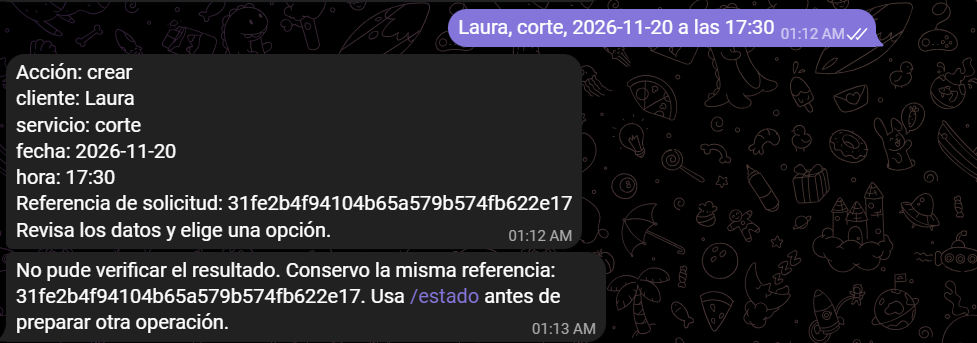 Laura, corte, 2026-11-20 a las 17:30 01:12 AM
Acción: crear
cliente: Laura
servicio: corte
fecha: 2026-11-20
hora: 17:30
Referencia de solicitud: 31fe2b4f94104b65a579b574fb622e17
Revisa los datos y elige una opción. 01:12 AM
No pude verificar el resultado. Conservo la misma referencia:
31fe2b4f94104b65a579b574fb622e17. Usa /estado antes de
preparar otra operación. 01:13 AM